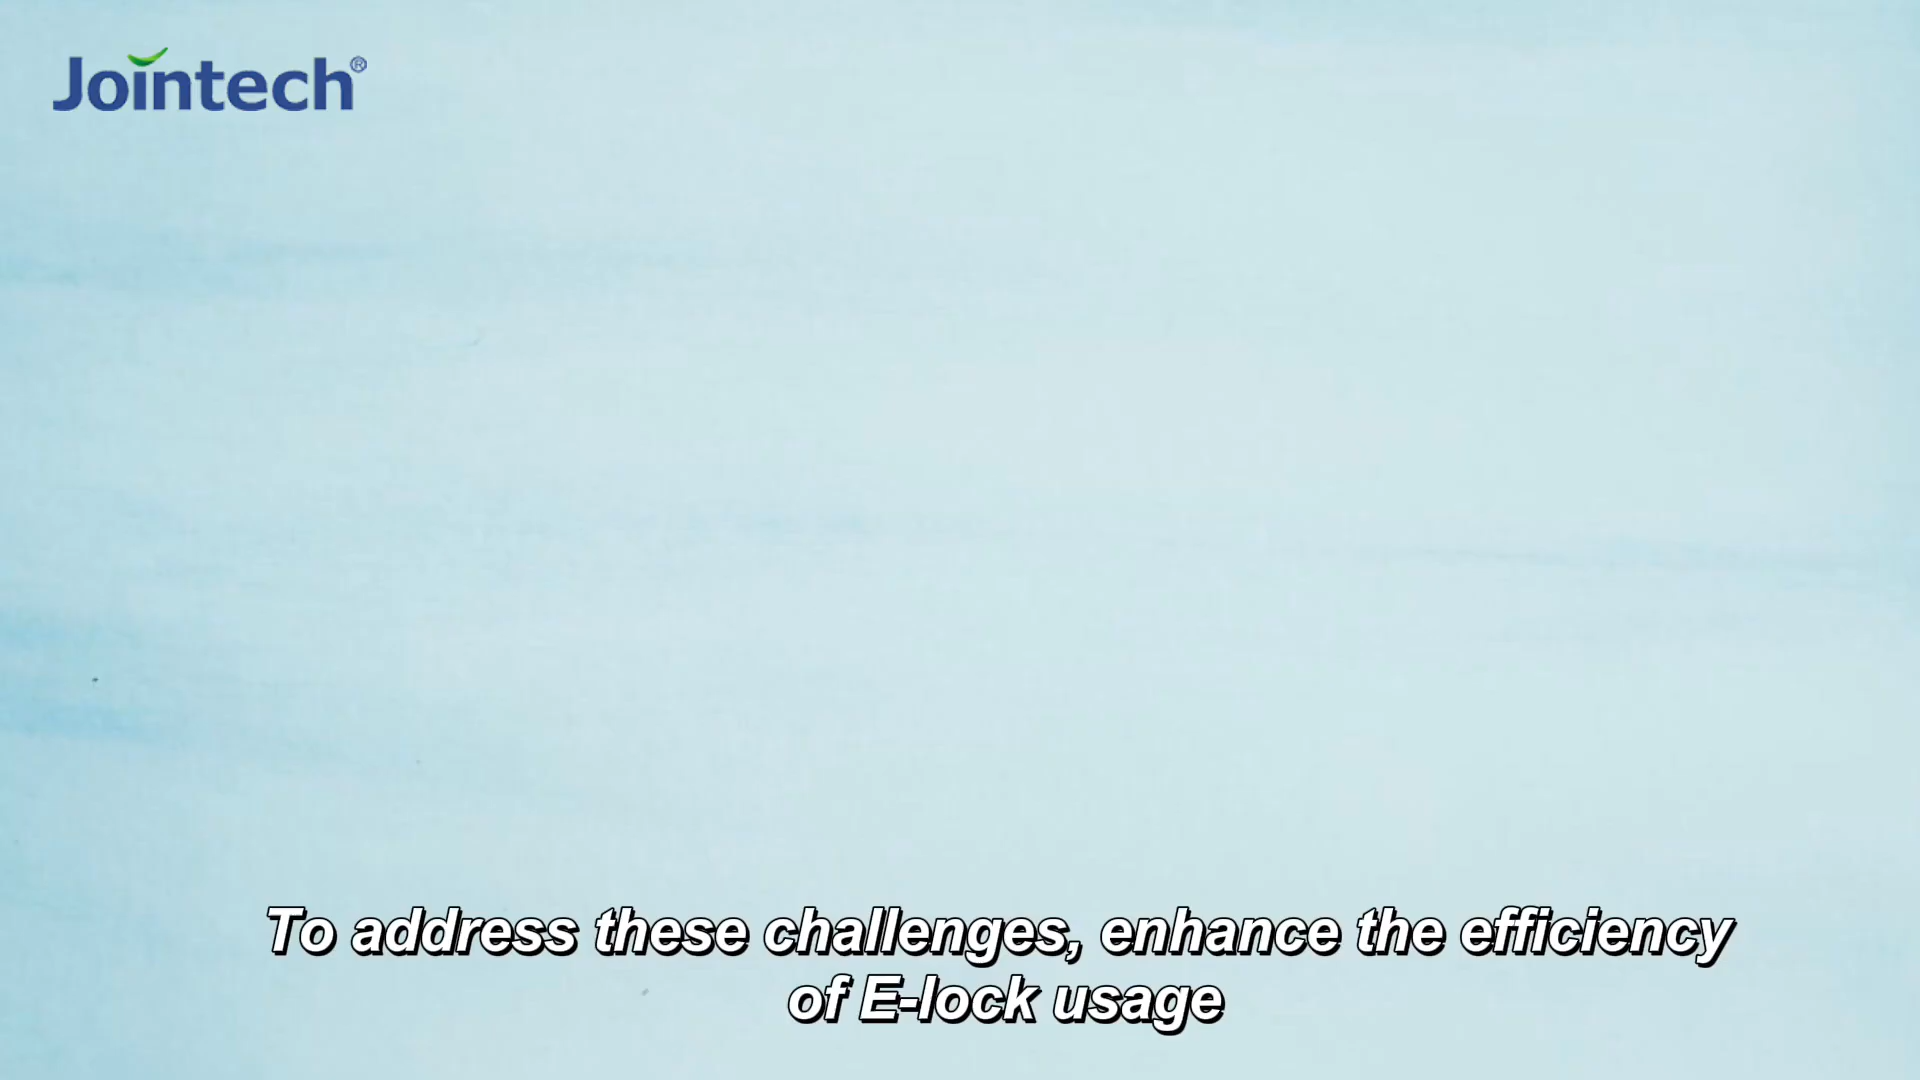 Jointech®
To address these challenges, enhance the efficiency
of E-lock usage